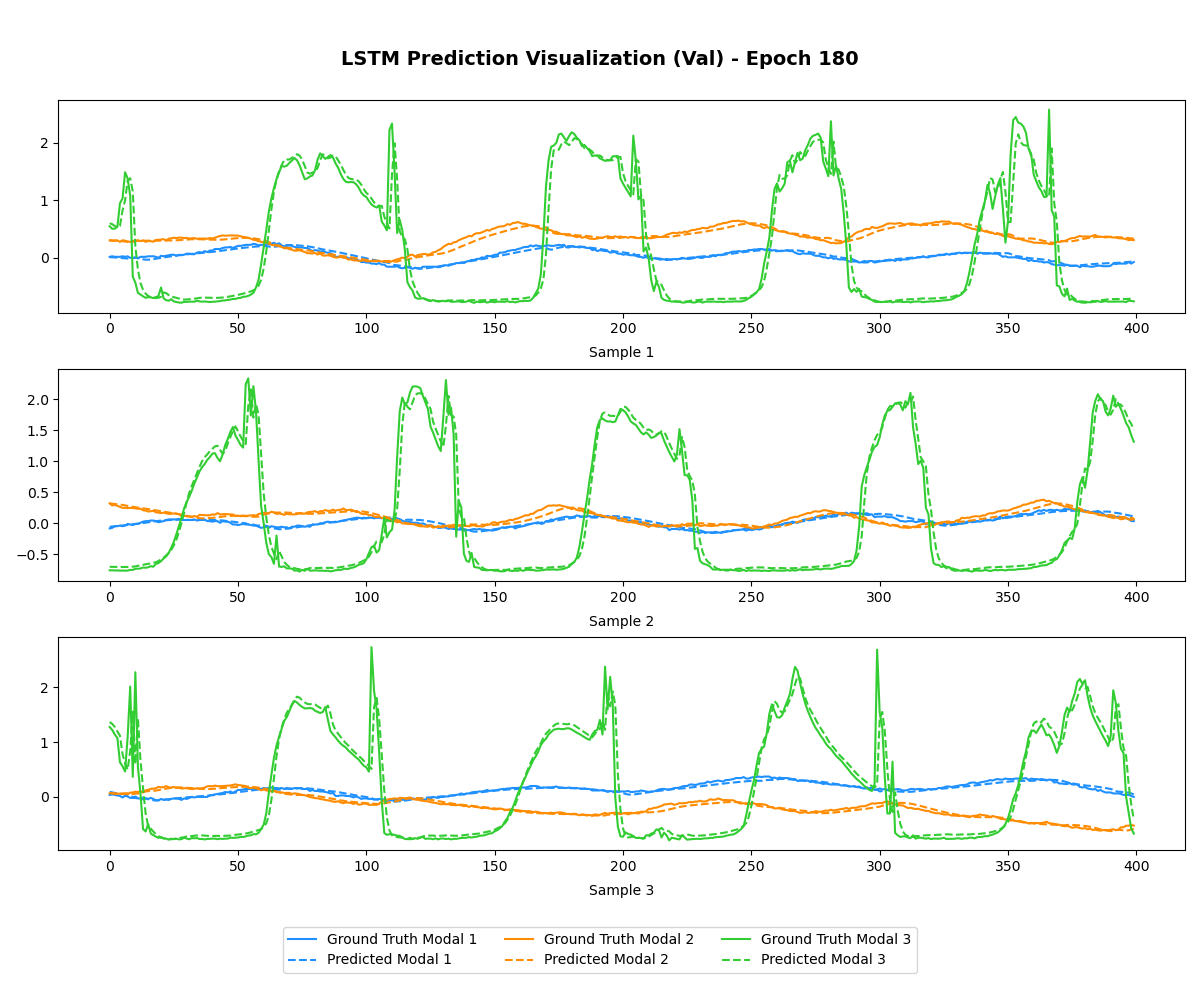 LSTM Prediction Visualization (Val) - Epoch 180
2
1
0
0 50 100 150 200 250 300 350 400
Sample 1
2.0
1.5
1.0
0.5
0.0
−0.5
0 50 100 150 200 250 300 350 400
Sample 2
2
1
0
0 50 100 150 200 250 300 350 400
Sample 3
Ground Truth Modal 1 Ground Truth Modal 2 Ground Truth Modal 3
Predicted Modal 1 Predicted Modal 2 Predicted Modal 3